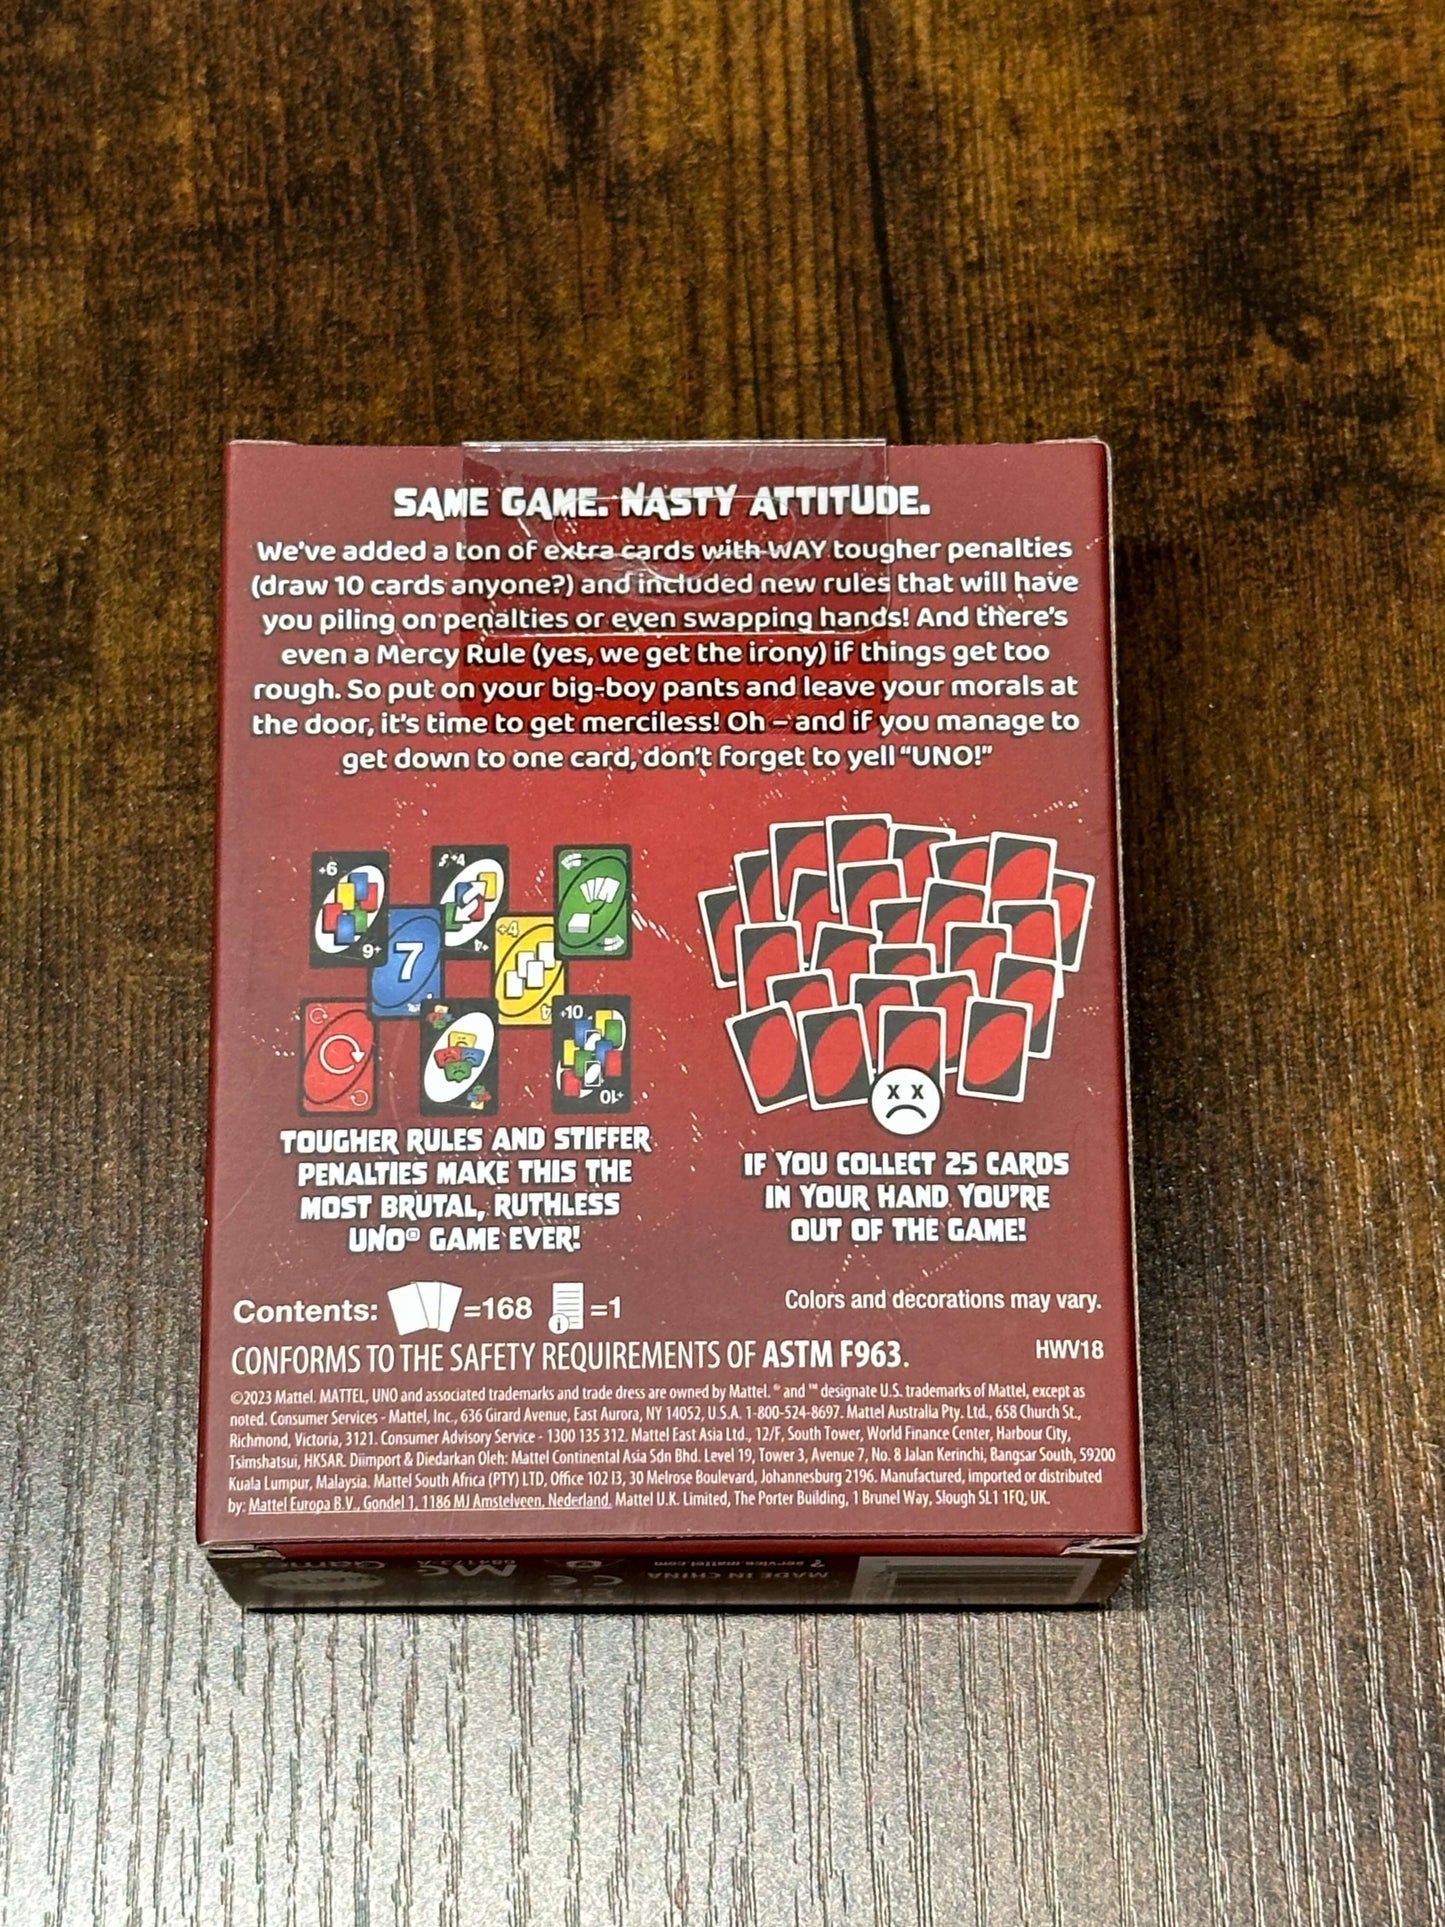 SAME GAME. NASTY ATTITUDE.
We've added a ton of extra cards with WAY tougher penalties
(draw 10 cards anyone?) and included new rules that will have
you piling on penalties or even swapping hands! And there's
even a Mercy Rule (yes, we get the irony) if things get too
rough. So put on your big-boy pants and leave your morals at
the door, it's time to get merciless! Oh – and if you manage to
get down to one card, don't forget to yell “UNO!”
+6
+4
+6
7
+4
+4
+4
+10
+10
X X
TOUGHER RULES AND STIFFER
PENALTIES MAKE THIS THE
MOST BRUTAL, RUTHLESS
UNO® GAME EVER!
IF YOU COLLECT 25 CARDS
IN YOUR HAND YOU'RE
OUT OF THE GAME!
Contents: =168 i =1
Colors and decorations may vary.
CONFORMS TO THE SAFETY REQUIREMENTS OF ASTM F963.
HWV18
©2023 Mattel. MATTEL, UNO and associated trademarks and trade dress are owned by Mattel. ® and ™ designate U.S. trademarks of Mattel, except as
noted. Consumer Services - Mattel, Inc., 636 Girard Avenue, East Aurora, NY 14052, U.S.A. 1-800-524-8697. Mattel Australia Pty. Ltd., 658 Church St.,
Richmond, Victoria, 3121. Consumer Advisory Service - 1300 135 312. Mattel East Asia Ltd., 12/F, South Tower, World Finance Center, Harbour City,
Tsimshatsui, HKSAR. Diimport & Diedarkan Oleh: Mattel Continental Asia Sdn Bhd. Level 19, Tower 3, Avenue 7, No. 8 Jalan Kerinchi, Bangsar South, 59200
Kuala Lumpur, Malaysia. Mattel South Africa (PTY) LTD, Office 102 I3, 30 Melrose Boulevard, Johannesburg 2196. Manufactured, imported or distributed
by: Mattel Europa B.V., Gondel 1, 1186 MJ Amstelveen, Nederland. Mattel U.K. Limited, The Porter Building, 1 Brunel Way, Slough SL1 1FQ, UK.
? service.mattel.com
MADE IN CHINA
CE
Games